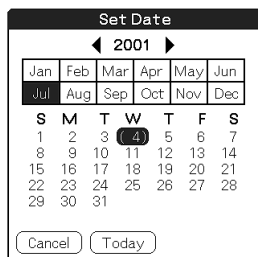 Set Date
2001
Jan Feb Mar Apr May Jun
Jul Aug Sep Oct Nov Dec
S M T W T F S
1 2 3 4 5 6 7
8 9 10 11 12 13 14
15 16 17 18 19 20 21
22 23 24 25 26 27 28
29 30 31
Cancel Today